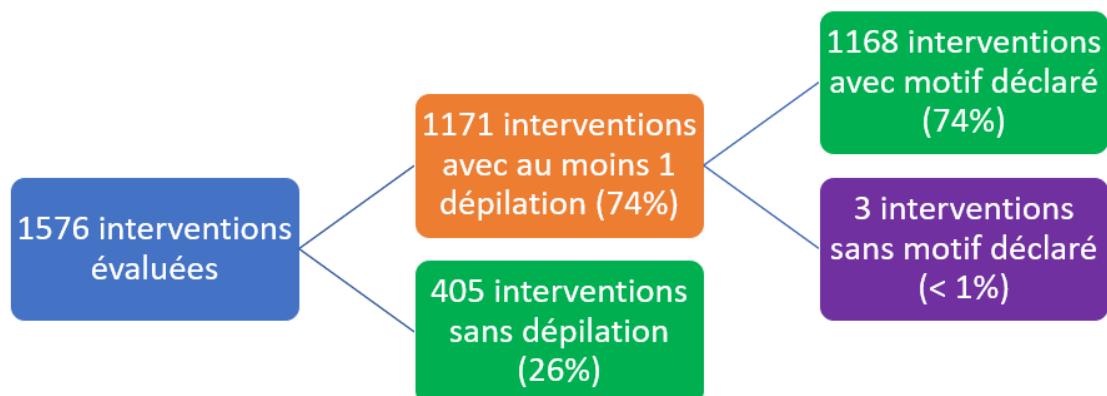 1576 interventions
évaluées
1171 interventions
avec au moins 1
dépilation (74%)
405 interventions
sans dépilation
(26%)
1168 interventions
avec motif déclaré
(74%)
3 interventions
sans motif déclaré
(< 1%)